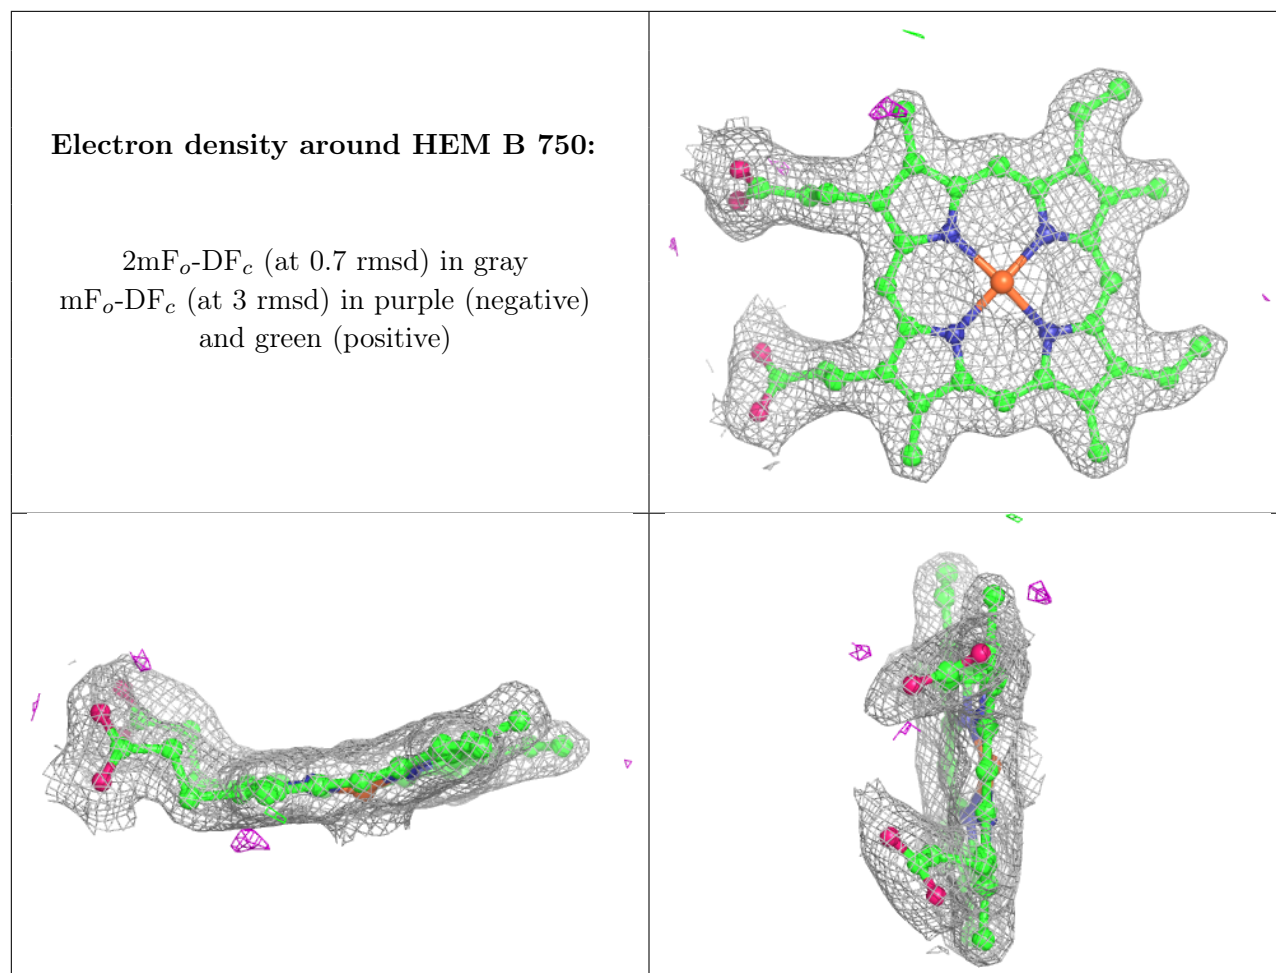 Electron density around HEM B 750:
2mFo-DFc (at 0.7 rmsd) in gray
mFo-DFc (at 3 rmsd) in purple (negative)
and green (positive)